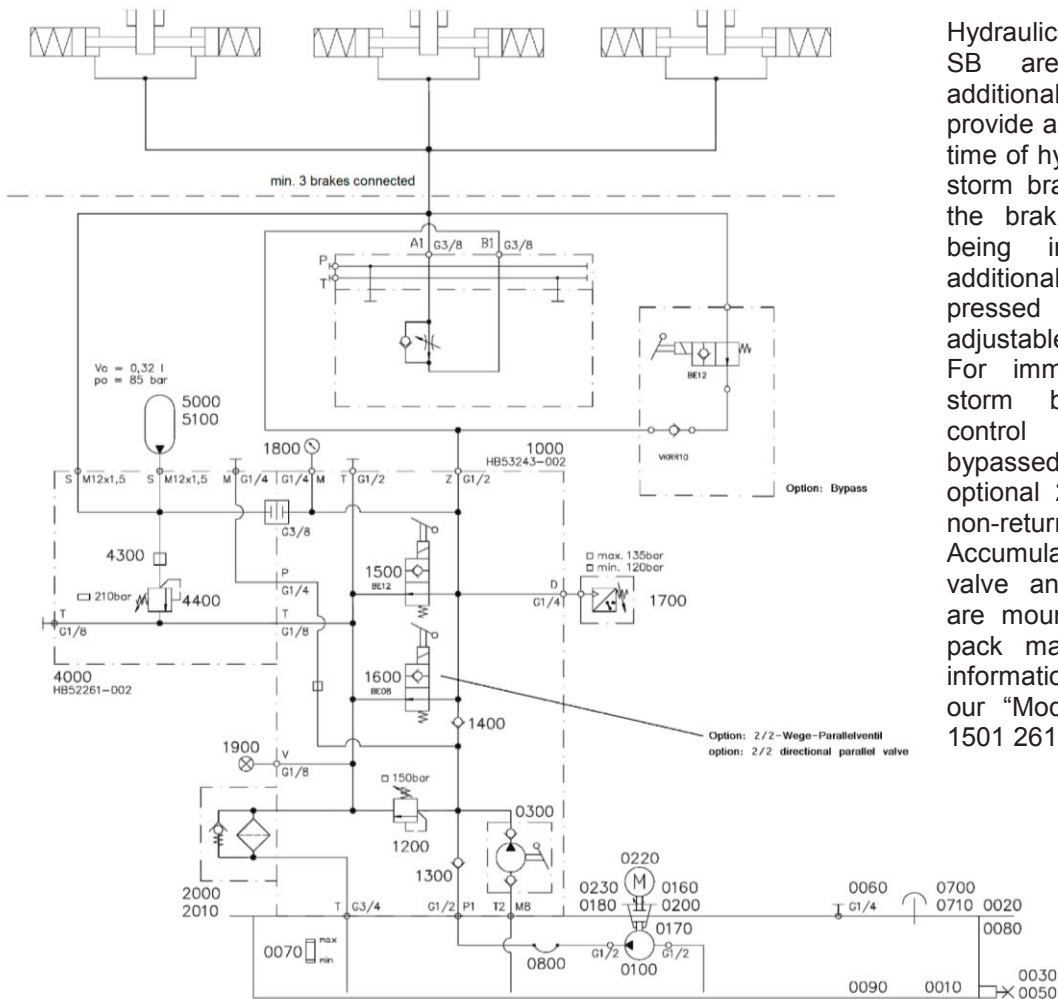 min. 3 brakes connected
A1 G3/8 B1 G3/8
P
T
BE12
VKRR10
Option: Bypass
Vo = 0,32 l
po = 85 bar
5000
5100
1800
1000
HB53243-002
S M12x1,5 S M12x1,5 M G1/4 G1/4 M T G1/2 Z G1/2
G3/8
4300
P
G1/4
1500
BE12
max. 135bar
min. 120bar
D
G1/4
1700
210bar
4400
T
G1/8
T
G1/8
4000
HB52261-002
1600
BE08
1400
Option: 2/2-Wege-Parallelventil
option: 2/2 directional parallel valve
1900
V
G1/8
150bar
1200
0300
1300
2000
2010
T G3/4 G1/2 P1 T2 M8
0220
M
0230 0160
0180 0200
0170
G1/2 G1/2
0100
0800
0070
max
min
0060
G1/4
0700
0710
0020
0080
0090 0010
0030
0050
Hydraulic
SB are
additional
provide a
time of hy
storm bra
the brak
being in
additional
pressed
adjustable
For imm
storm b
control
bypassed
optional 2
non-return
Accumula
valve an
are moun
pack ma
informatio
our “Mod
1501 261